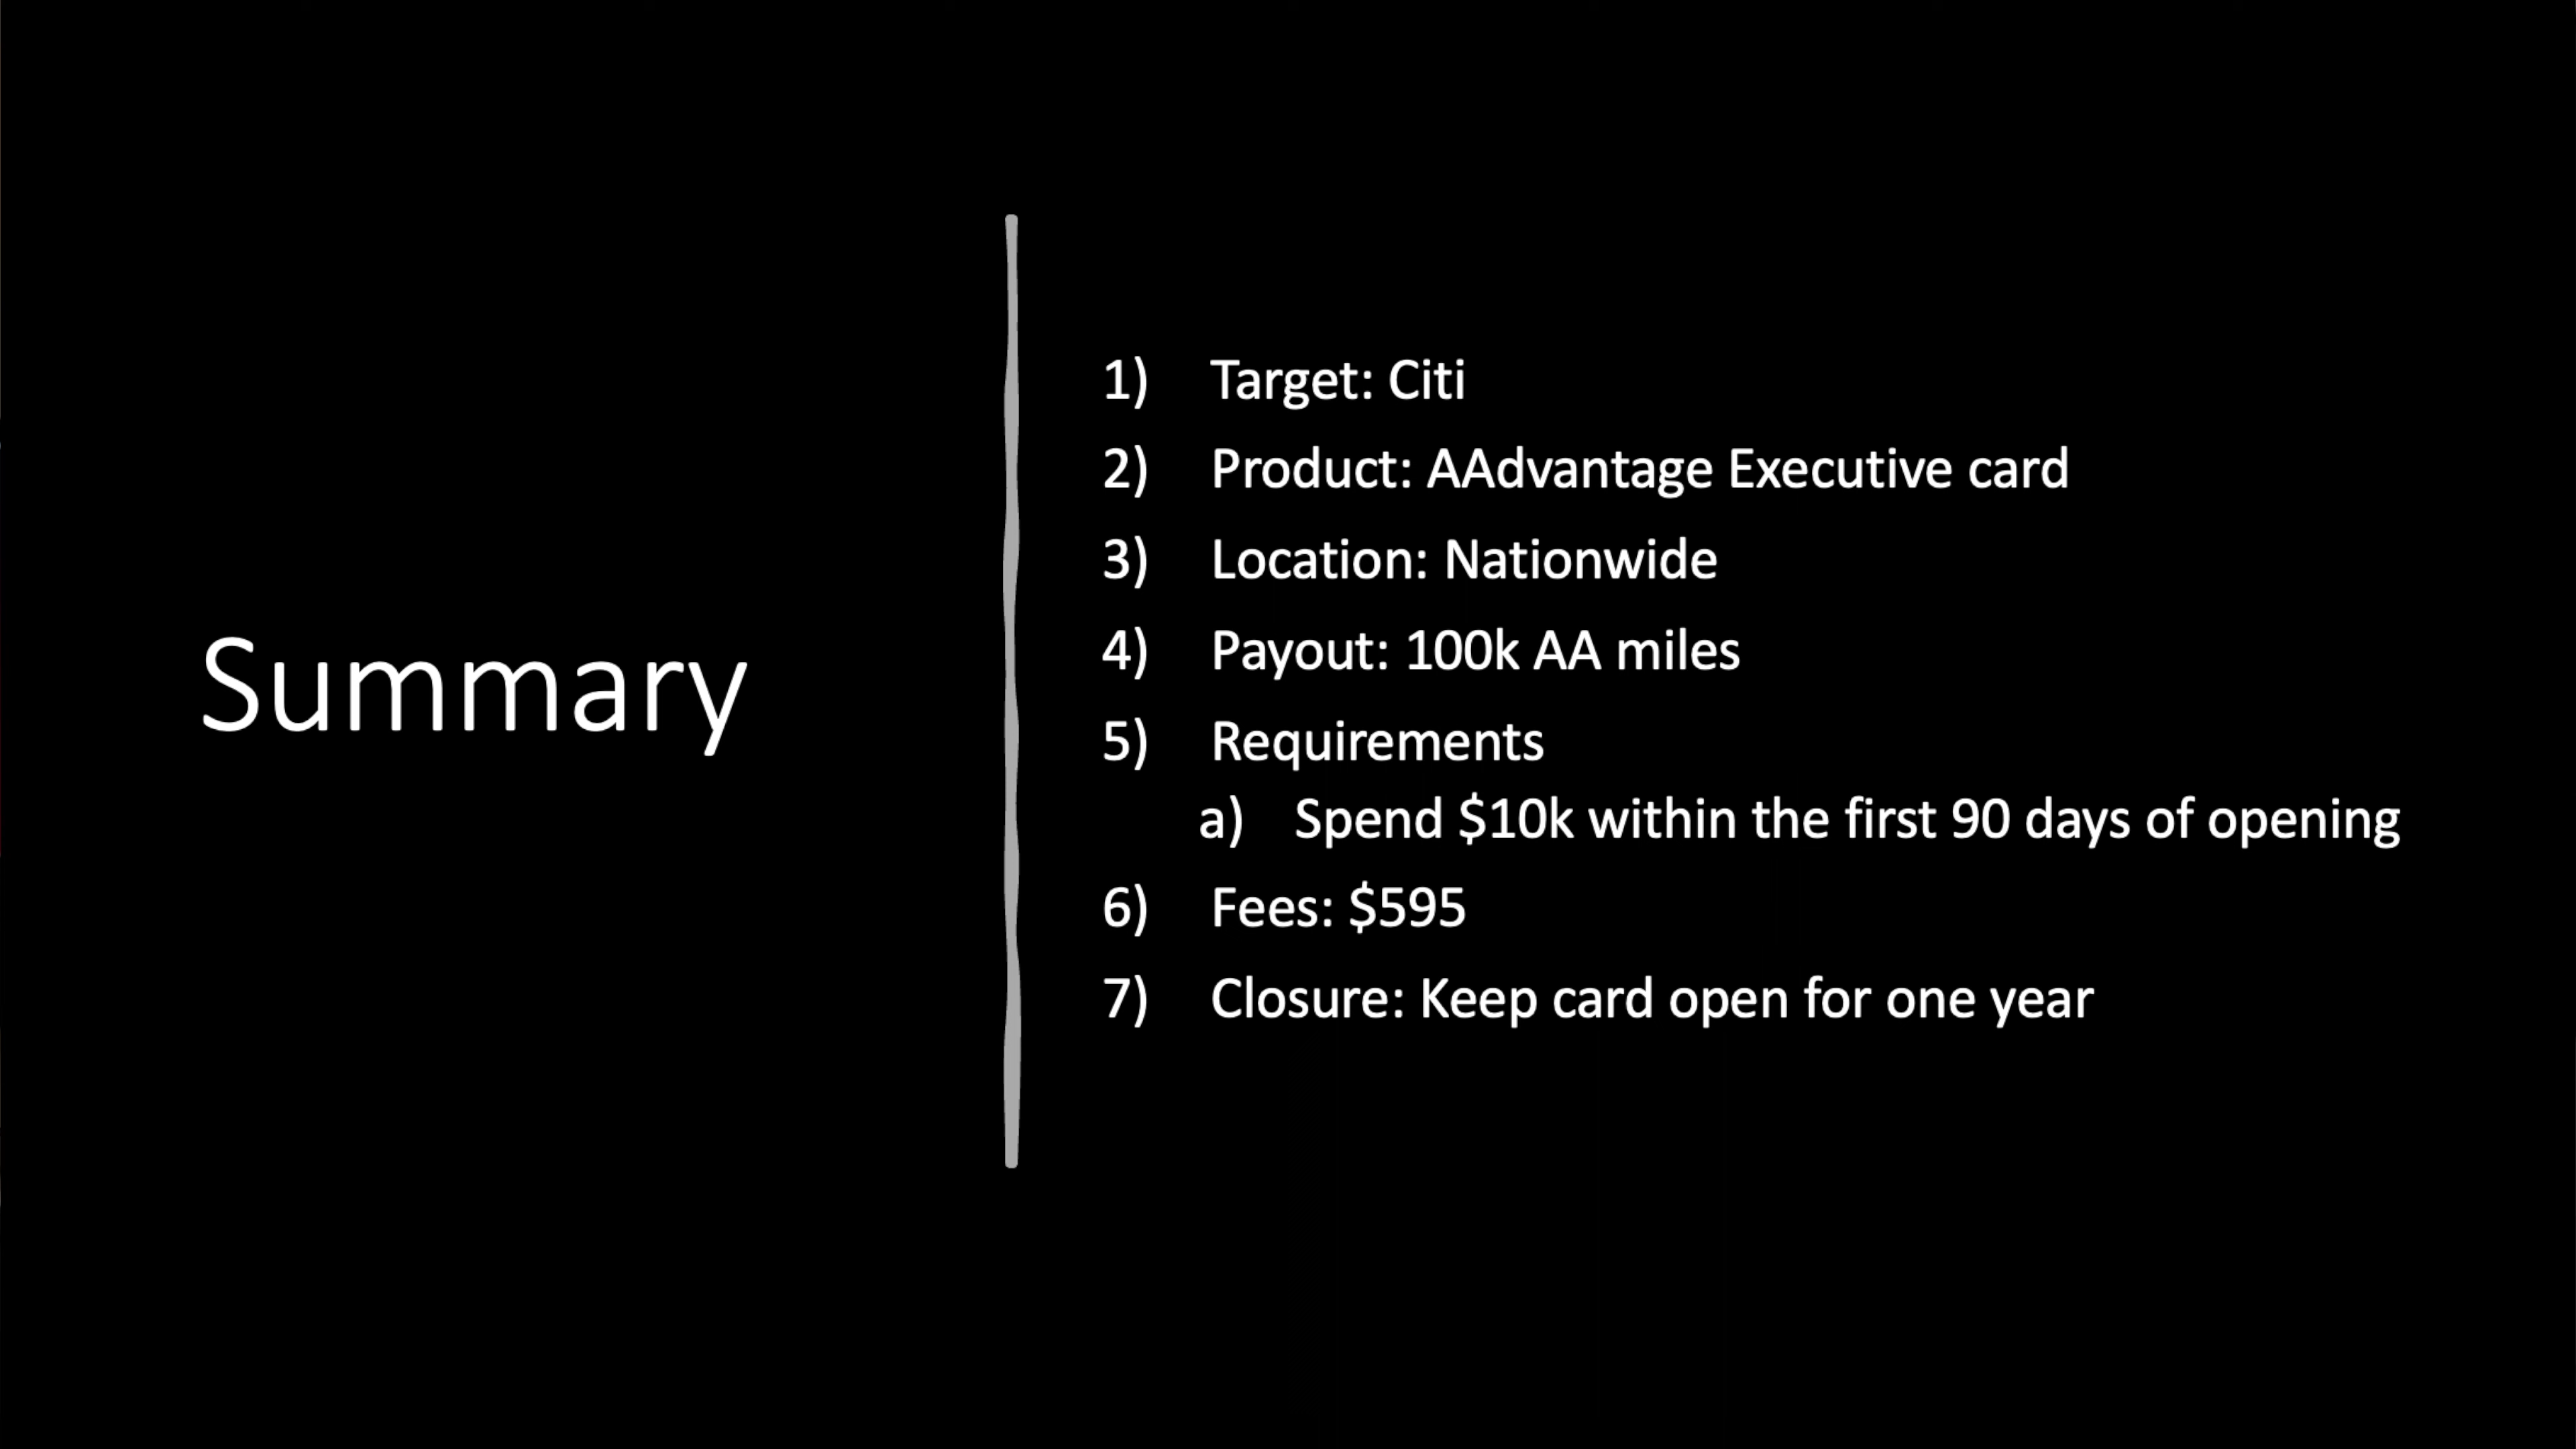 Summary
1) Target: Citi
2) Product: AAdvantage Executive card
3) Location: Nationwide
4) Payout: 100k AA miles
5) Requirements
a) Spend $10k within the first 90 days of opening
6) Fees: $595
7) Closure: Keep card open for one year